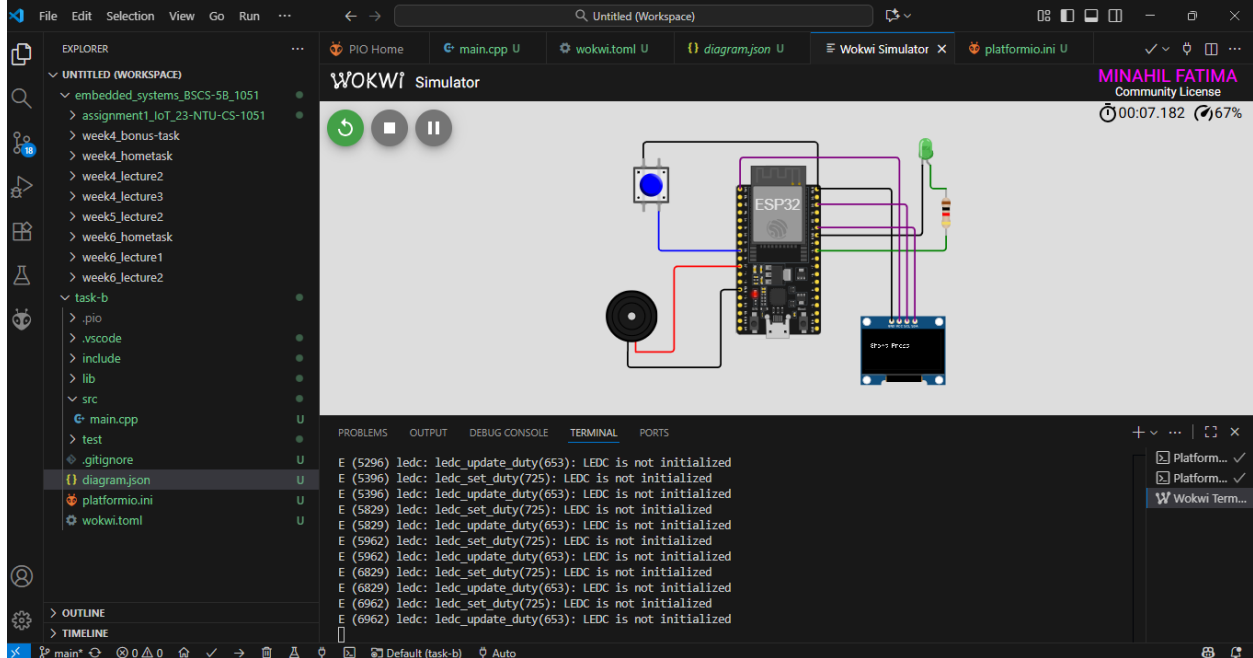 File Edit Selection View Go Run ···
Untitled (Workspace)
EXPLORER
PIO Home
main.cpp U
wokwi.toml U
{} diagram.json U
Wokwi Simulator
platformio.ini U
UNTITLED (WORKSPACE)
embedded_systems_BSCS-5B_1051
assignment1_IoT_23-NTU-CS-1051
week4_bonus-task
week4_hometask
week4_lecture2
week4_lecture3
week5_lecture2
week6_hometask
week6_lecture1
week6_lecture2
task-b
.pio
.vscode
include
lib
src
main.cpp U
test
.gitignore U
{} diagram.json U
platformio.ini U
wokwi.toml U
OUTLINE
TIMELINE
18
WOKWI Simulator
MINAHIL FATIMA
Community License
00:07.182 67%
ESP32
Short Press
PROBLEMS OUTPUT DEBUG CONSOLE TERMINAL PORTS
E (5296) ledc: ledc_update_duty(653): LEDC is not initialized
E (5396) ledc: ledc_set_duty(725): LEDC is not initialized
E (5396) ledc: ledc_update_duty(653): LEDC is not initialized
E (5829) ledc: ledc_set_duty(725): LEDC is not initialized
E (5829) ledc: ledc_update_duty(653): LEDC is not initialized
E (5962) ledc: ledc_set_duty(725): LEDC is not initialized
E (5962) ledc: ledc_update_duty(653): LEDC is not initialized
E (6829) ledc: ledc_set_duty(725): LEDC is not initialized
E (6829) ledc: ledc_update_duty(653): LEDC is not initialized
E (6962) ledc: ledc_set_duty(725): LEDC is not initialized
E (6962) ledc: ledc_update_duty(653): LEDC is not initialized
Platform...
Platform...
Wokwi Term...
main* 0 0 0 Default (task-b) Auto